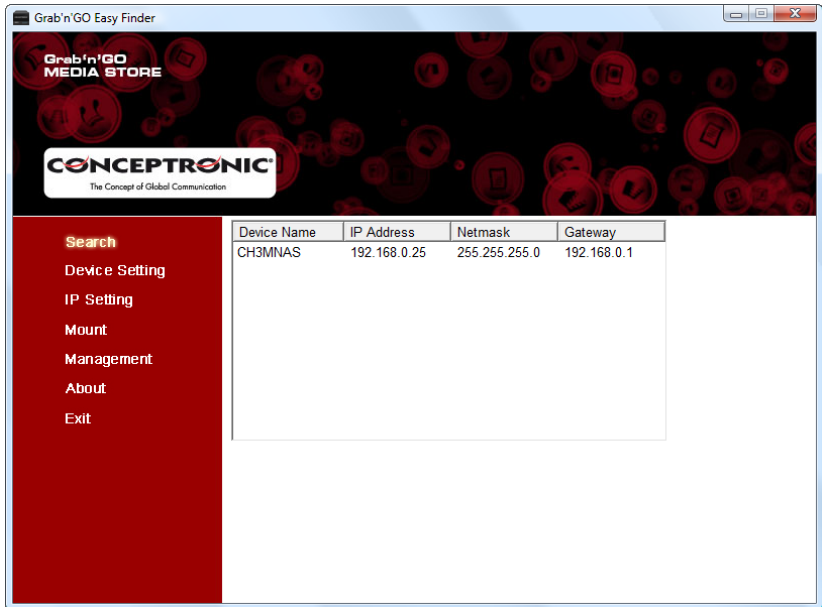 Grab'n'GO Easy Finder
Grab'n'GO
MEDIA STORE
CONCEPTRONIC®
The Concept of Global Communication
Search
Device Setting
IP Setting
Mount
Management
About
Exit
Device Name IP Address Netmask Gateway
CH3MNAS 192.168.0.25 255.255.255.0 192.168.0.1